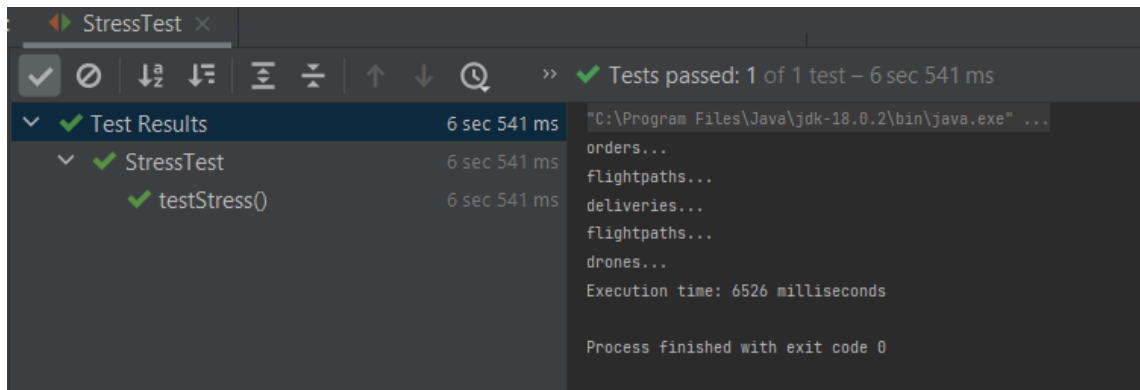 StressTest
Tests passed: 1 of 1 test – 6 sec 541 ms
Test Results 6 sec 541 ms
StressTest 6 sec 541 ms
testStress() 6 sec 541 ms
"C:\Program Files\Java\jdk-18.0.2\bin\java.exe" ...
orders...
flightpaths...
deliveries...
flightpaths...
drones...
Execution time: 6526 milliseconds
Process finished with exit code 0